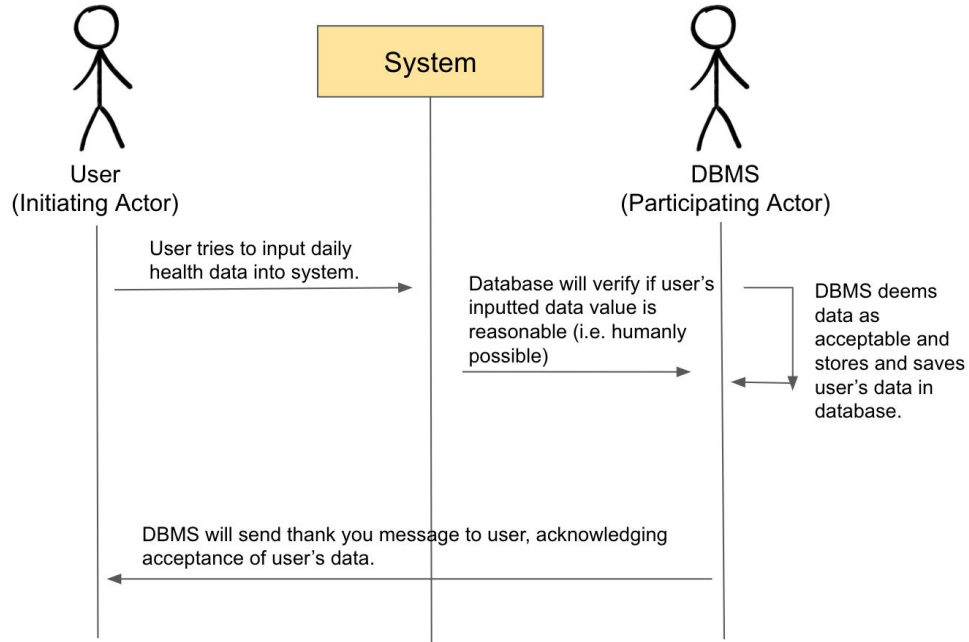 System
User
(Initiating Actor)
DBMS
(Participating Actor)
User tries to input daily
health data into system.
Database will verify if user's
inputted data value is
reasonable (i.e. humanly
possible)
DBMS deems
data as
acceptable and
stores and saves
user's data in
database.
DBMS will send thank you message to user, acknowledging
acceptance of user's data.